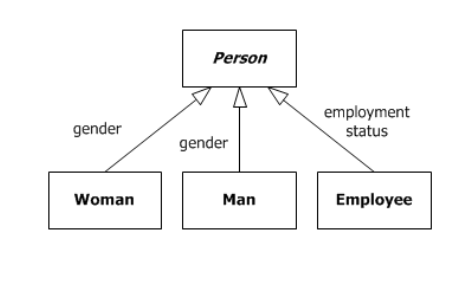 Person
gender
gender
employment
status
Woman
Man
Employee